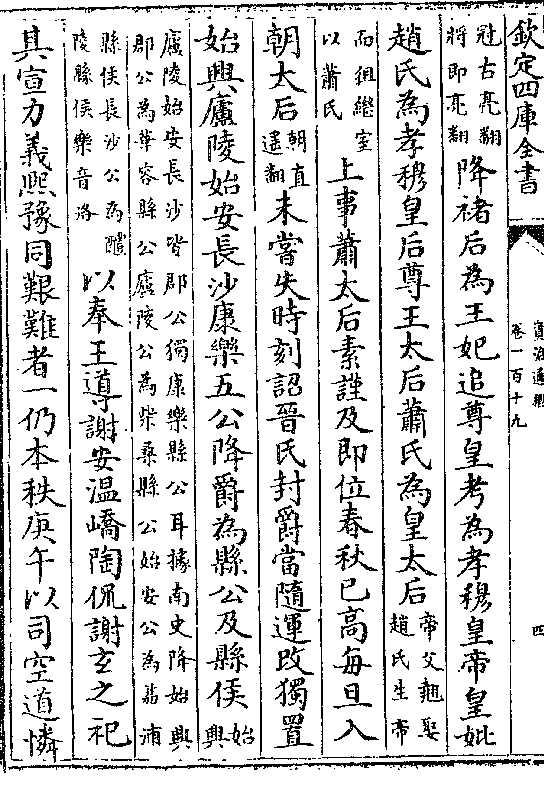 欽定四庫全書
資治通鑑
卷一百十九
四
冠古亮翻
將即亮翻
降褚后為王妃追尊皇考為孝穆皇帝皇妣
趙氏為孝穆皇后尊王太后蕭氏為皇太后
帝父翹娶
趙氏生帝
而殂繼室
以蕭氏
上事蕭太后素謹及即位春秋已高每旦入
朝太后
朝直
遥翻
未嘗失時刻詔晉氏封爵當隨運改獨置
始興廬陵始安長沙康樂五公降爵為縣公及縣侯
始
興
廬陵始安長沙皆郡公獨康樂縣公耳據南史降始興
郡公為華容縣公廬陵公為柴桑縣公始安公為荔浦
縣侯長沙公為醴
陵縣侯樂音洛
以奉王導謝安温嶠陶侃謝玄之祀
其宣力義熙豫同艱難者一仍本秩庚午以司空道憐